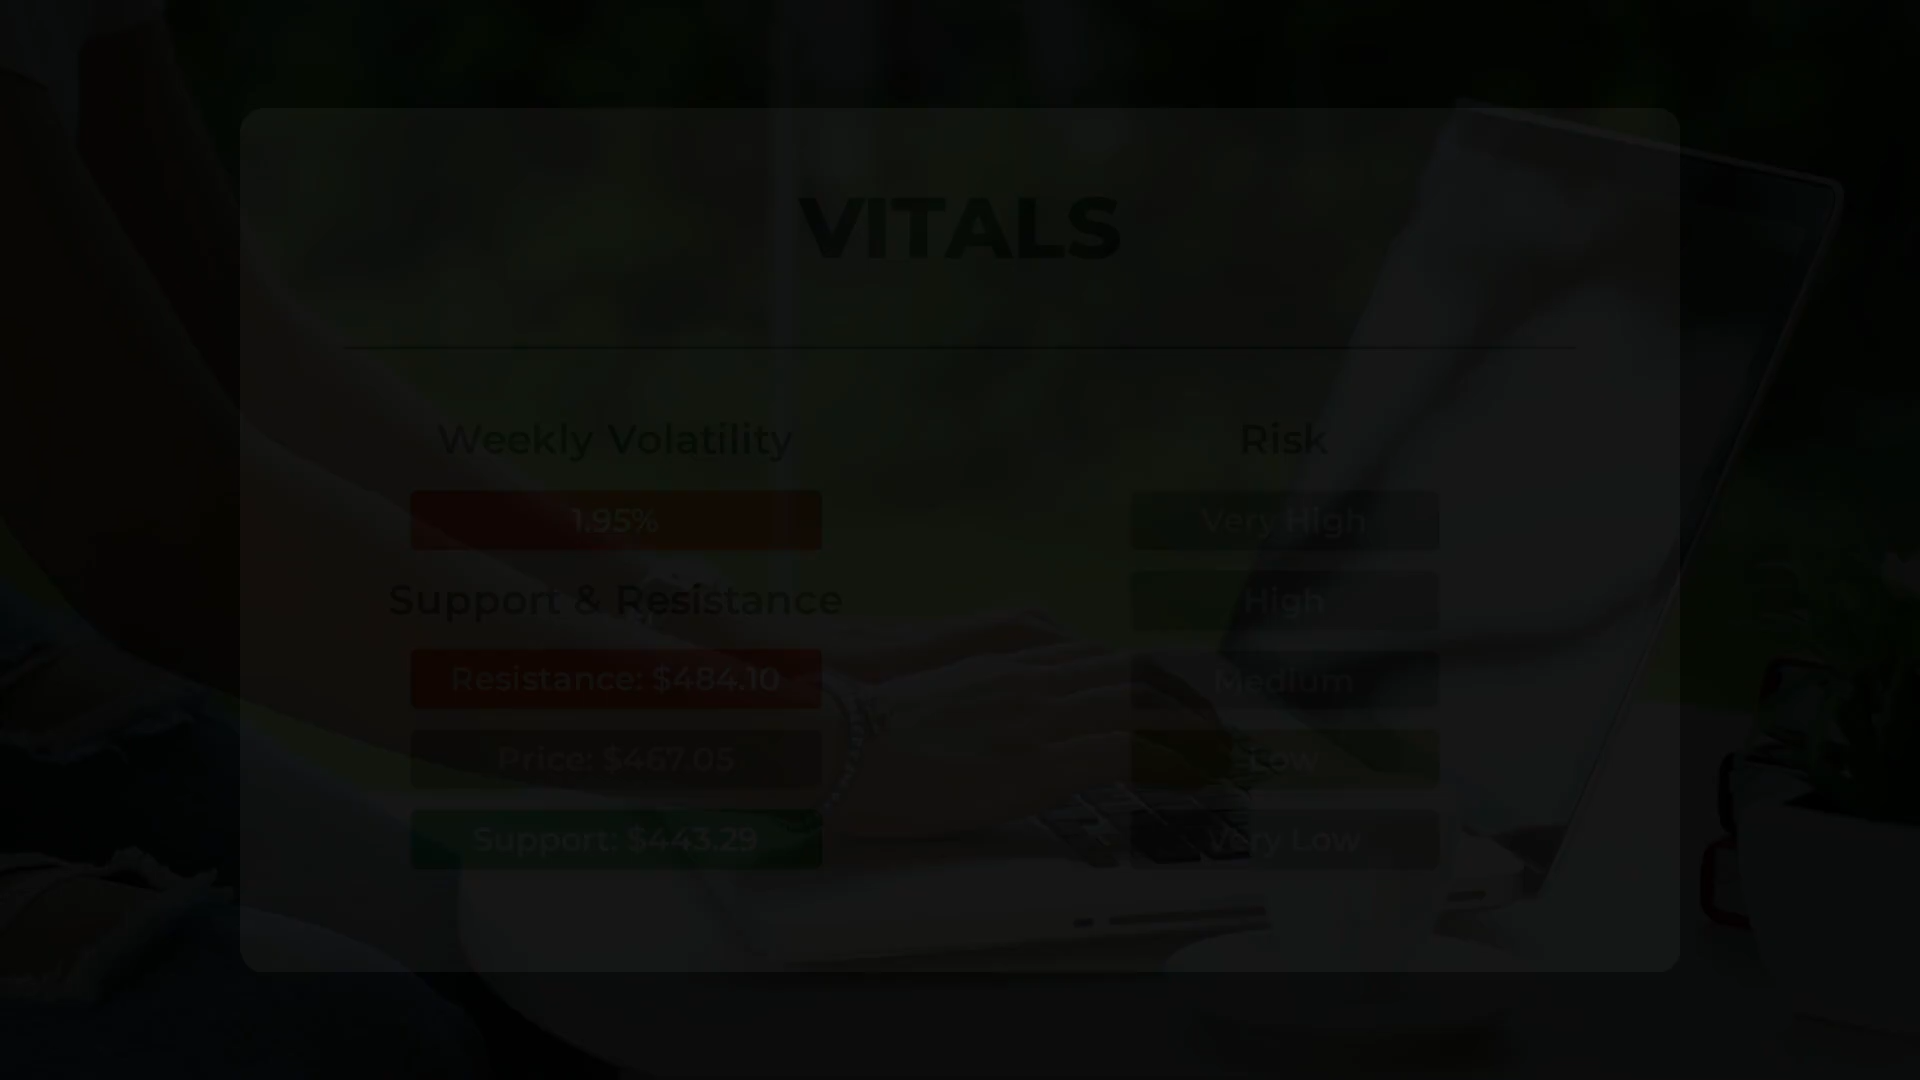 VITALS
Weekly Volatility
1.95%
Support & Resistance
Resistance: $484.10
Price: $467.05
Support: $443.29
Risk
Very High
High
Medium
Low
Very Low